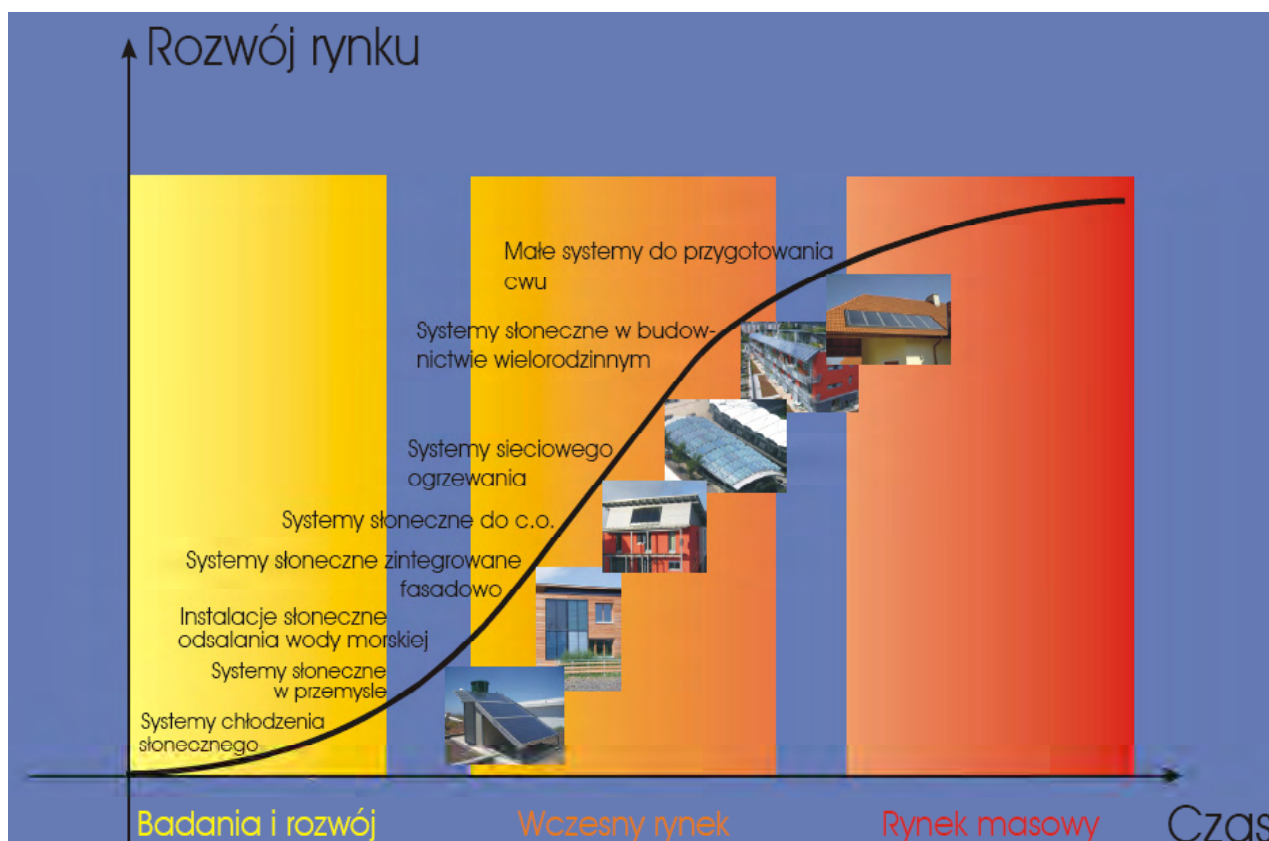 Rozwój rynku
Małe systemy do przygotowania
cwu
Systemy słoneczne w budow-
nictwie wielorodzinnym
Systemy sieciowego
ogrzewania
Systemy słoneczne do c.o.
Systemy słoneczne zintegrowane
fasadowo
Instalacje słoneczne
odsalania wody morskiej
Systemy słoneczne
w przemysle
Systemy chłodzenia
słonecznego
Badania i rozwój
Wczesny rynek
Rynek masowy
Czas